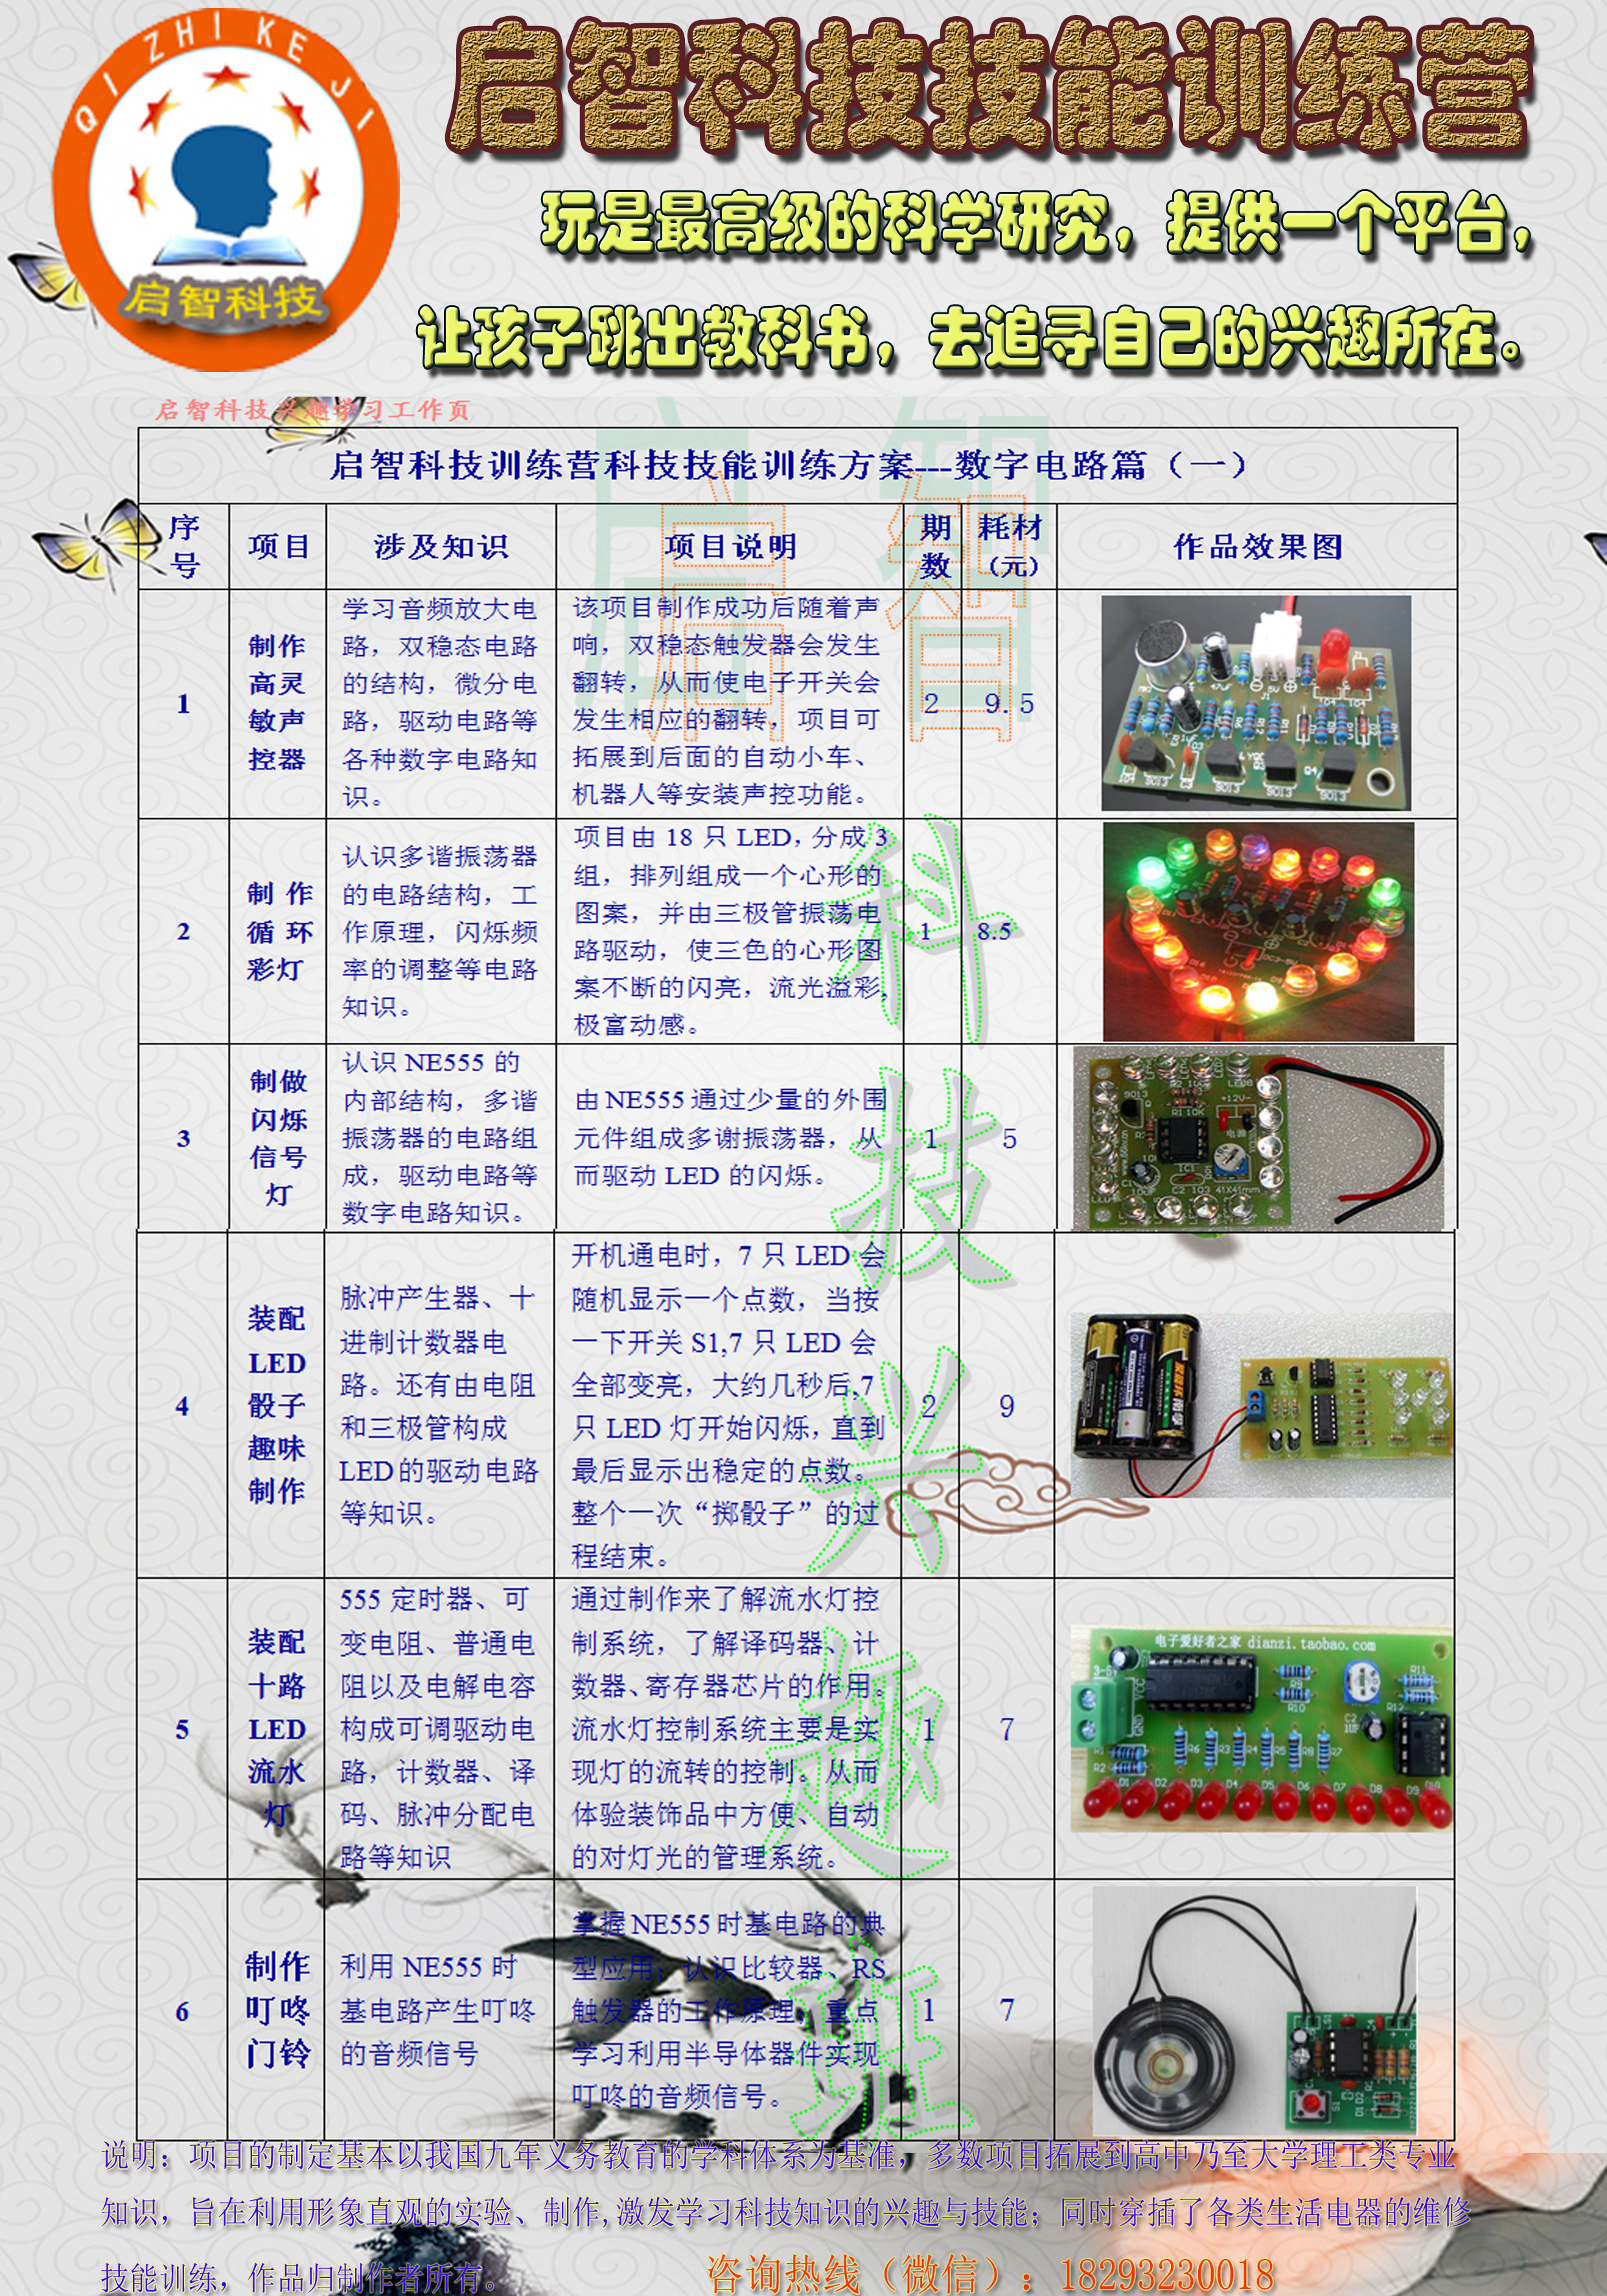 QI ZHI KE JI
启智科技
启智科技技能训练营
玩是最高级的科学研究，提供一个平台，
让孩子跳出教科书，去追寻自己的兴趣所在。
启智科技兴趣学习工作页
启智科技训练营科技技能训练方案---数字电路篇（一）
序
号
项目
涉及知识
项目说明
期
数
耗材
（元）
作品效果图
1
制作
高灵
敏声
控器
学习音频放大电
路，双稳态电路
的结构，微分电
路，驱动电路等
各种数字电路知
识。
该项目制作成功后随着声
响，双稳态触发器会发生
翻转，从而使电子开关会
发生相应的翻转，项目可
拓展到后面的自动小车、
机器人等安装声控功能。
2
9.5
2
制 作
循 环
彩灯
认识多谐振荡器
的电路结构，工
作原理，闪烁频
率的调整等电路
知识。
项目由 18 只 LED，分成 3
组，排列组成一个心形的
图案，并由三极管振荡电
路驱动，使三色的心形图
案不断的闪亮，流光溢彩,
极富动感。
1
8.5
3
制做
闪烁
信号
灯
认识 NE555 的
内部结构，多谐
振荡器的电路组
成，驱动电路等
数字电路知识。
由 NE555 通过少量的外围
元件组成多谢振荡器，从
而驱动 LED 的闪烁。
1
5
+12V-
电源
R1 10K
C2 103 41X41mm
4
装配
LED
骰子
趣味
制作
脉冲产生器、十
进制计数器电
路。还有由电阻
和三极管构成
LED的驱动电路
等知识。
开机通电时，7 只 LED 会
随机显示一个点数，当按
一下开关 S1,7 只 LED 会
全部变亮，大约几秒后,7
只 LED 灯开始闪烁，直到
最后显示出稳定的点数。
整个一次“掷骰子”的过
程结束。
2
9
5
装配
十路
LED
流水
灯
555 定时器、可
变电阻、普通电
阻以及电解电容
构成可调驱动电
路，计数器、译
码、脉冲分配电
路等知识
通过制作来了解流水灯控
制系统，了解译码器、计
数器、寄存器芯片的作用。
流水灯控制系统主要是实
现灯的流转的控制。从而
体验装饰品中方便、自动
的对灯光的管理系统。
1
7
电子爱好者之家 dianzi.taobao.com
3-5V
VCC
GND
R9
R10
R11
R12
C2
1UF
R1
R2
R6 R3 R4 R5 R8 R7
D1 D2 D3 D4 D5 D6 D7 D8 D9 D10
6
制作
叮咚
门铃
利用 NE555 时
基电路产生叮咚
的音频信号
掌握 NE555 时基电路的典
型应用，认识比较器、RS
触发器的工作原理，重点
学习利用半导体器件实现
叮咚的音频信号。
1
7
启智
启智
科
技
兴
趣
班
说明：项目的制定基本以我国九年义务教育的学科体系为基准，多数项目拓展到高中乃至大学理工类专业
知识，旨在利用形象直观的实验、制作,激发学习科技知识的兴趣与技能；同时穿插了各类生活电器的维修
技能训练，作品归制作者所有。
咨询热线（微信）：18293230018